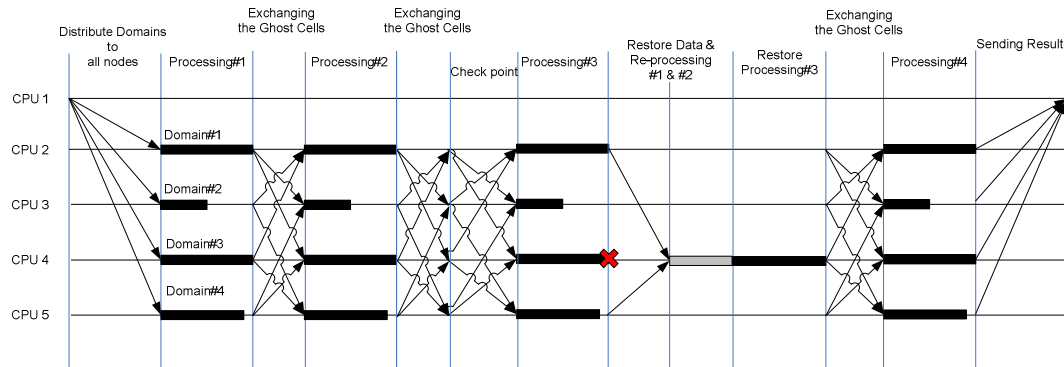 Distribute Domains
to
all nodes
Exchanging
the Ghost Cells
Exchanging
the Ghost Cells
Exchanging
the Ghost Cells
Processing#1
Processing#2
Check point
Processing#3
Restore Data &
Re-processing
#1 & #2
Restore
Processing#3
Processing#4
Sending Result
CPU 1
CPU 2
CPU 3
CPU 4
CPU 5
Domain#1
Domain#2
Domain#3
Domain#4